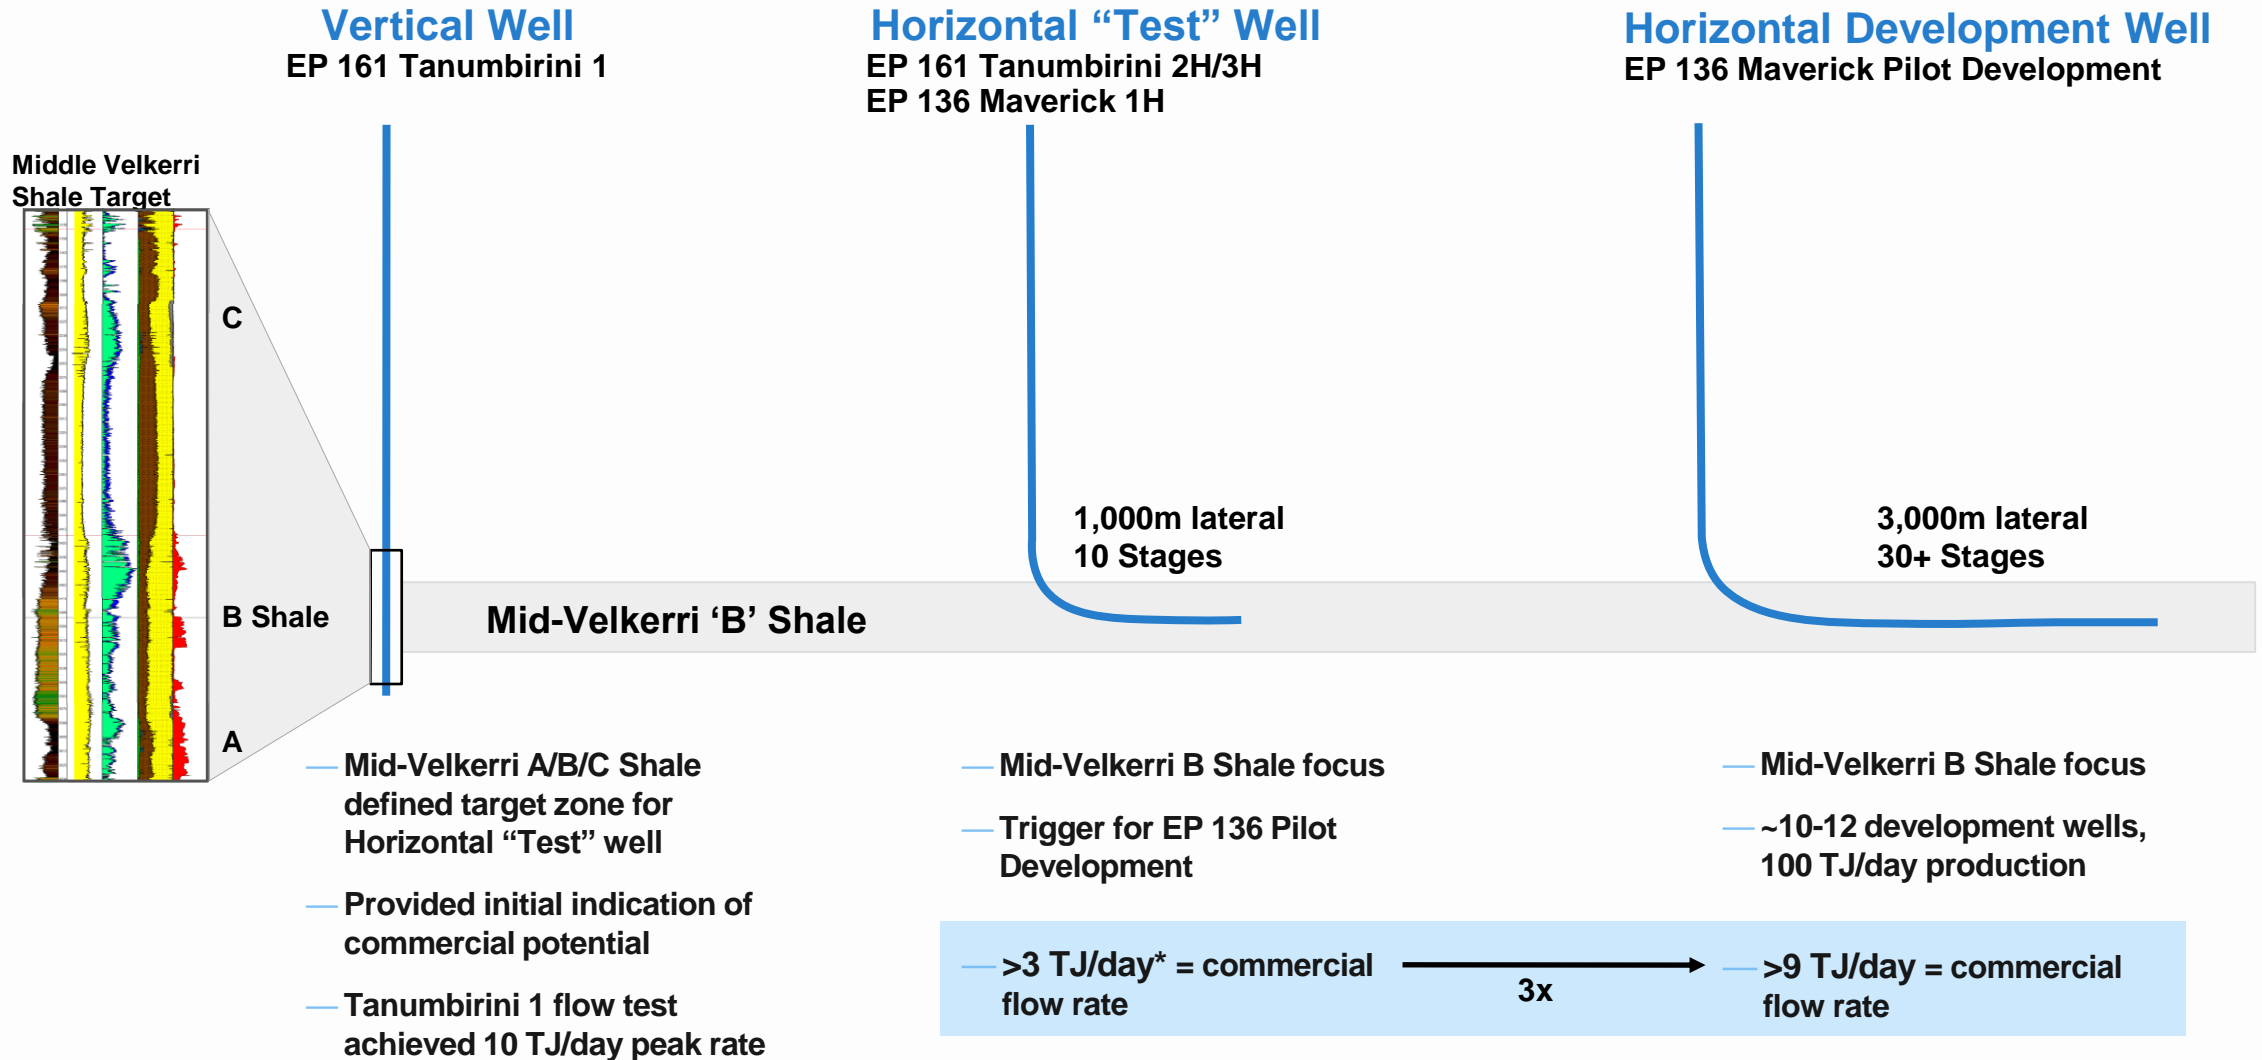 Vertical Well
EP 161 Tanumbirini 1
Horizontal “Test” Well
EP 161 Tanumbirini 2H/3H
EP 136 Maverick 1H
Horizontal Development Well
EP 136 Maverick Pilot Development
Middle Velkerri
Shale Target
C
B Shale
A
Mid-Velkerri ‘B’ Shale
1,000m lateral
10 Stages
3,000m lateral
30+ Stages
— Mid-Velkerri A/B/C Shale
defined target zone for
Horizontal “Test” well
— Provided initial indication of
commercial potential
— Tanumbirini 1 flow test
achieved 10 TJ/day peak rate
— Mid-Velkerri B Shale focus
— Trigger for EP 136 Pilot
Development
— >3 TJ/day* = commercial
flow rate
3x
— Mid-Velkerri B Shale focus
— ~10-12 development wells,
100 TJ/day production
— >9 TJ/day = commercial
flow rate